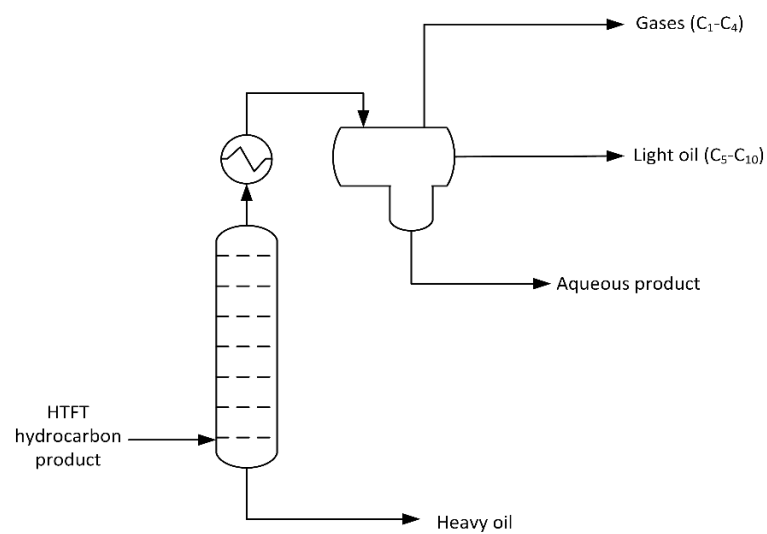 Gases (C₁-C₄)
Light oil (C₅-C₁₀)
Aqueous product
HTFT
hydrocarbon
product
Heavy oil